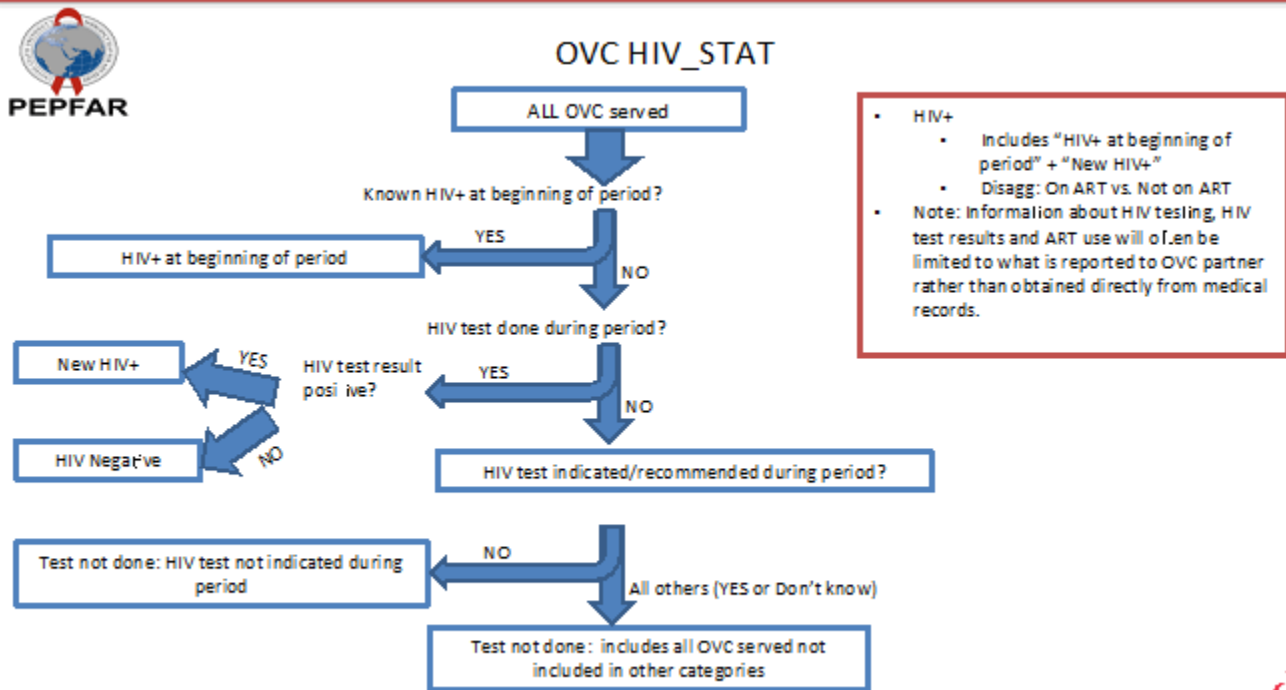 PEPFAR
OVC HIV_STAT
ALL OVC served
Known HIV+ at beginning of period?
YES
HIV+ at beginning of period
NO
HIV test done during period?
YES
HIV test result
posi ive?
YES
New HIV+
NO
HIV Negative
NO
HIV test indicated/recommended during period?
NO
Test not done: HIV test not indicated during
period
All others (YES or Don't know)
Test not done: includes all OVC served not
included in other categories
• HIV+
• Includes "HIV+ at beginning of
period" + "New HIV+"
• Disagg: On ART vs. Not on ART
• Note: Information about HIV testing, HIV
test results and ART use will of.en be
limited to what is reported to OVC partner
rather than obtained directly from medical
records.